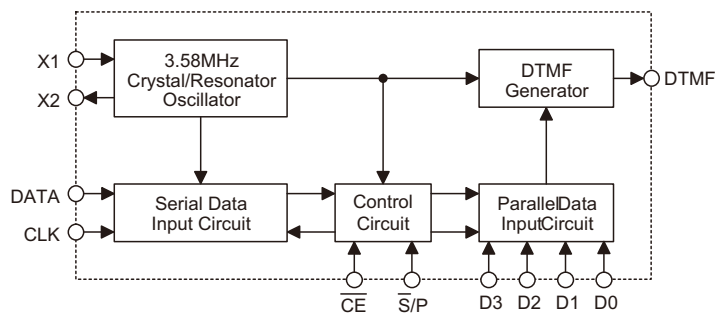 X1
X2
3.58MHz
Crystal/Resonator
Oscillator
DTMF
Generator
DTMF
DATA
CLK
Serial Data
Input Circuit
Control
Circuit
ParallelData
InputCircuit
C̅E̅
S̅/P
D3
D2
D1
D0